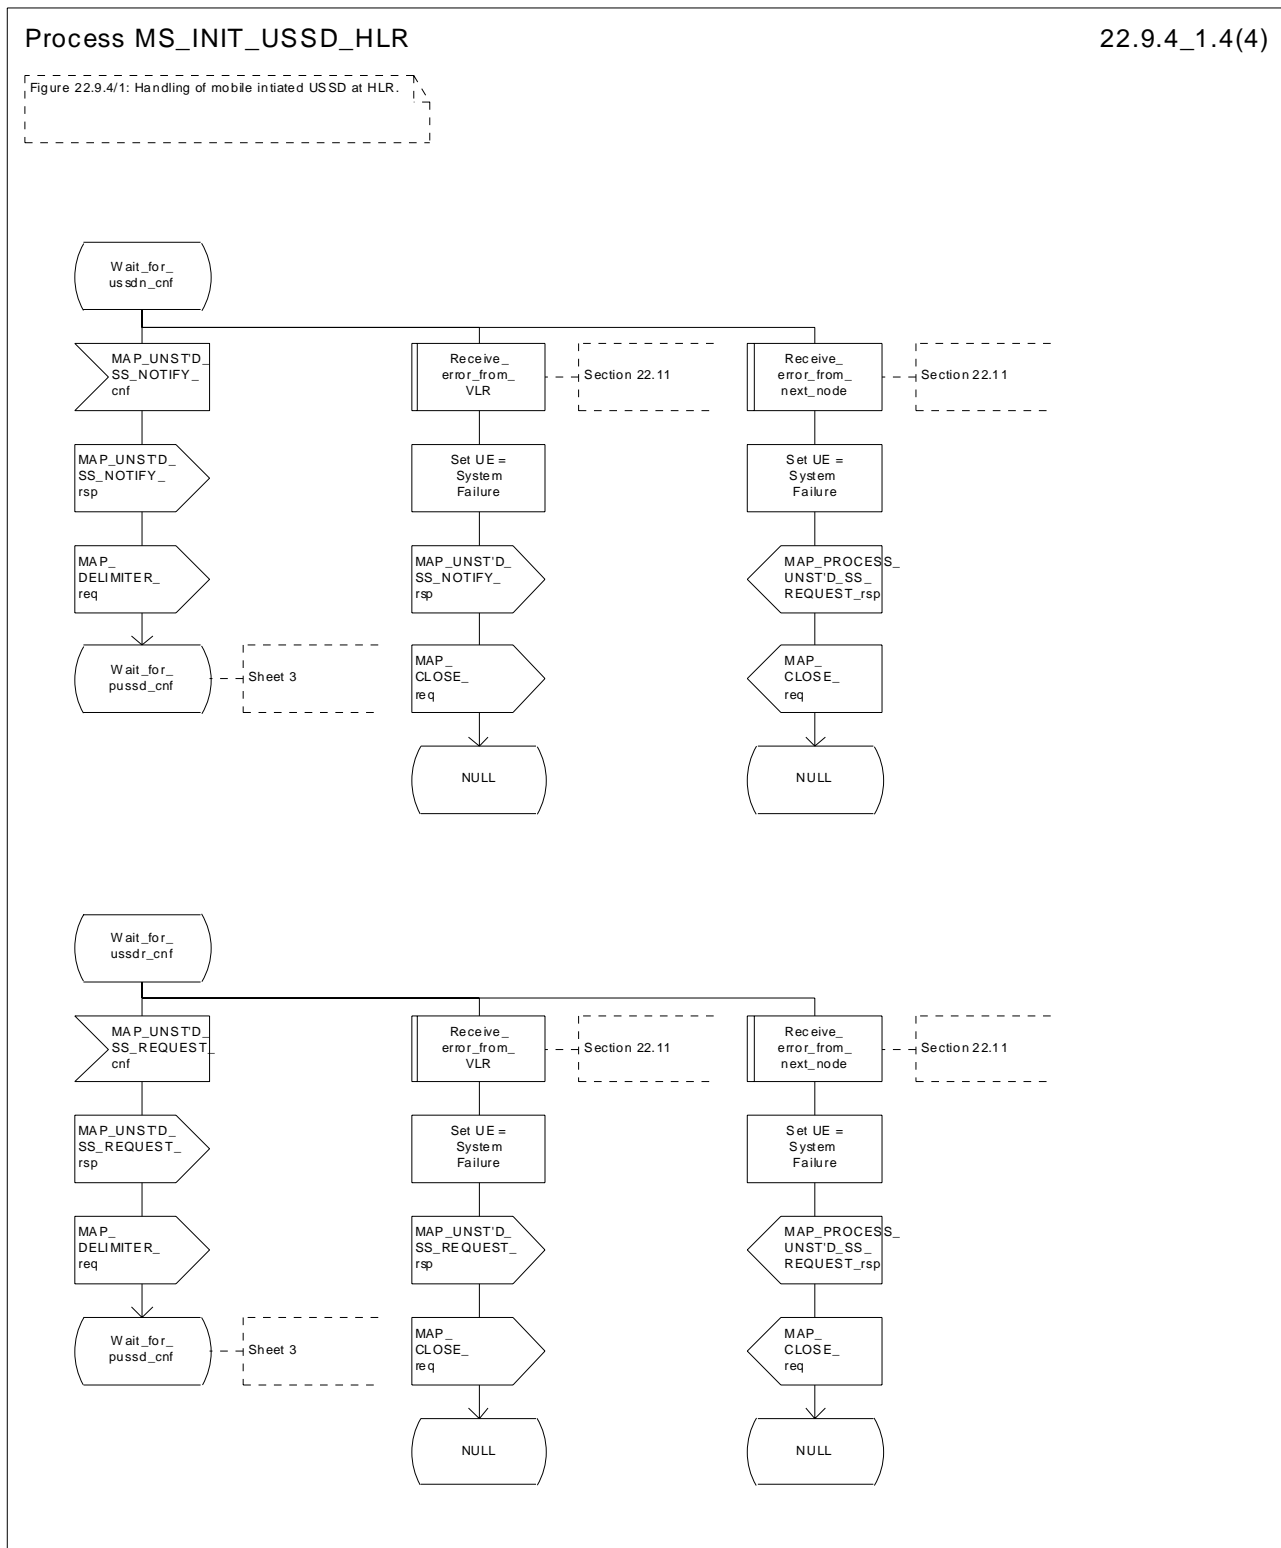 Process MS_INIT_USSD_HLR
22.9.4_1.4(4)
Figure 22.9.4/1: Handling of mobile intiated USSD at HLR.
Wait_for_
ussdn_cnf
MAP_UNST'D_
SS_NOTIFY_
cnf
Receive_
error_from_
VLR
Section 22.11
Receive_
error_from_
next_node
Section 22.11
MAP_UNST'D_
SS_NOTIFY_
rsp
Set UE =
System
Failure
Set UE =
System
Failure
MAP_
DELIMITER_
req
MAP_UNST'D_
SS_NOTIFY_
rsp
MAP_PROCESS_
UNST'D_SS_
REQUEST_rsp
Wait_for_
pussd_cnf
Sheet 3
MAP_
CLOSE_
req
MAP_
CLOSE_
req
NULL
NULL
Wait_for_
ussdr_cnf
MAP_UNST'D_
SS_REQUEST_
cnf
Receive_
error_from_
VLR
Section 22.11
Receive_
error_from_
next_node
Section 22.11
MAP_UNST'D_
SS_REQUEST_
rsp
Set UE =
System
Failure
Set UE =
System
Failure
MAP_
DELIMITER_
req
MAP_UNST'D_
SS_REQUEST_
rsp
MAP_PROCESS_
UNST'D_SS_
REQUEST_rsp
Wait_for_
pussd_cnf
Sheet 3
MAP_
CLOSE_
req
MAP_
CLOSE_
req
NULL
NULL